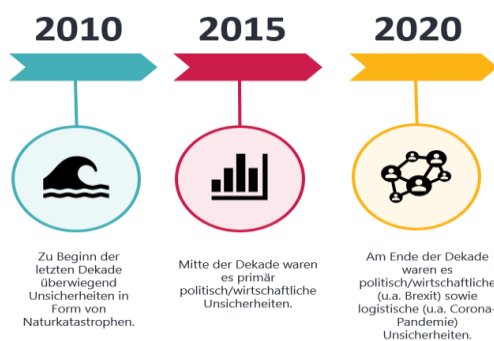 2010
2015
2020
Zu Beginn der
letzten Dekade
überwiegend
Unsicherheiten in
Form von
Naturkatastrophen.
Mitte der Dekade waren
es primär
politisch/wirtschaftliche
Unsicherheiten.
Am Ende der Dekade
waren es
politisch/wirtschaftliche
(u.a. Brexit) sowie
logistische (u.a. Corona-
Pandemie)
Unsicherheiten.